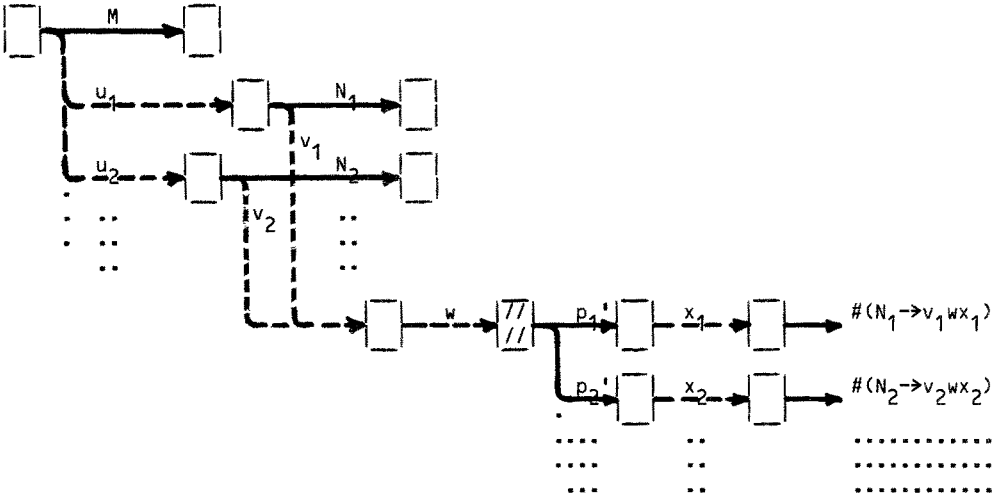 M
u1 N1
v1
u2 N2
v2
w // p1' x1 #(N1→v1wx1)
//
p2' x2 #(N2→v2wx2)